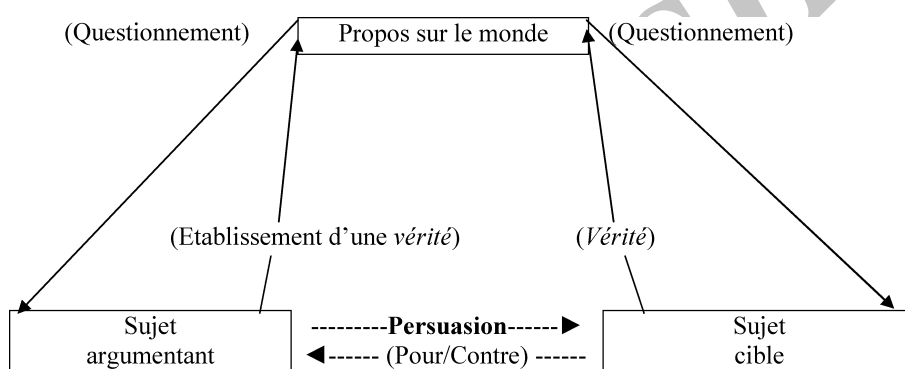 (Questionnement) Propos sur le monde (Questionnement)
(Etablissement d’une vérité) (Vérité)
Sujet ---------Persuasion------► Sujet
argumentant ◄------ (Pour/Contre) ------ cible